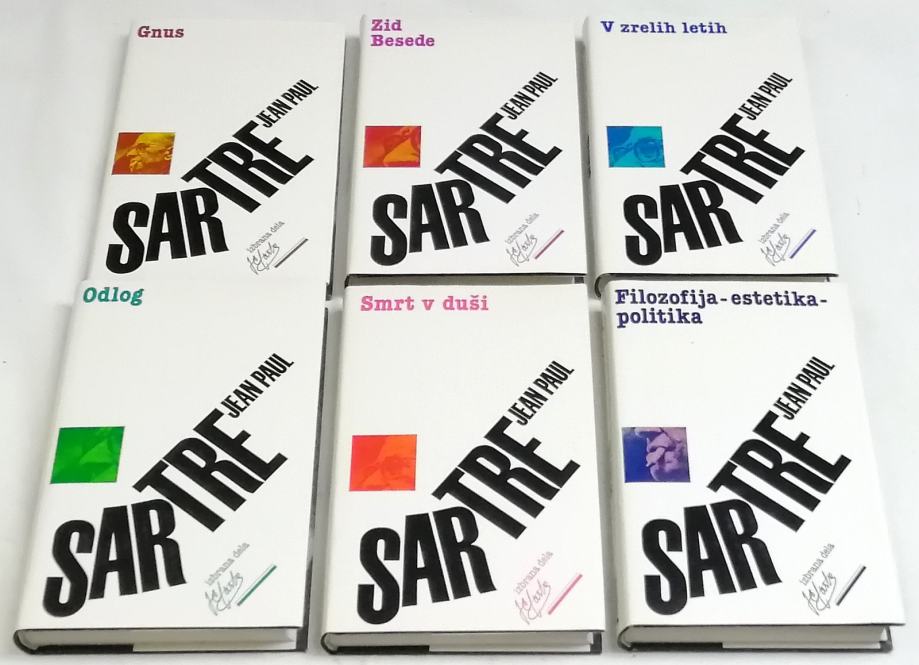 Gnus
JEAN PAUL
SARTRE
izbrana dela
Zid
Besede
JEAN PAUL
SARTRE
izbrana dela
V zrelih letih
JEAN PAUL
SARTRE
izbrana dela
Odlog
JEAN PAUL
SARTRE
izbrana dela
Smrt v duši
JEAN PAUL
SARTRE
izbrana dela
Filozofija-estetika-
politika
JEAN PAUL
SARTRE
izbrana dela